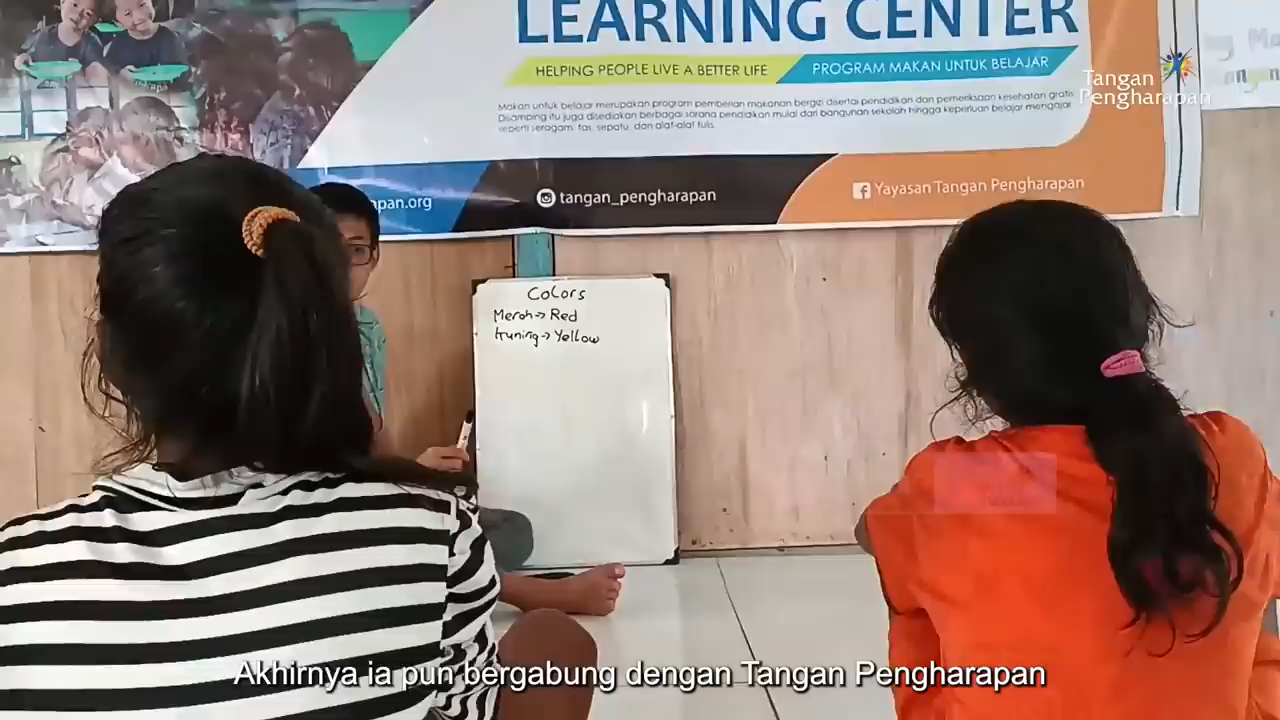 LEARNING CENTER
HELPING PEOPLE LIVE A BETTER LIFE
PROGRAM MAKAN UNTUK BELAJAR
Tangan
Pengharapan
Makan untuk belajar merupakan program pemberian makanan bergizi disertai pendidikan dan pemeriksaan kesehatan gratis
Disamping itu juga disediakan berbagai sarana pendidikan mulai dari bangunan sekolah hingga keperluan belajar mengajar
seperti seragam, tas, sepatu, dan alat-alat tulis.
apan.org
tangan_pengharapan
Yayasan Tangan Pengharapan
Colors
Merah→Red
Kuning→Yellow
Akhirnya ia pun bergabung dengan Tangan Pengharapan